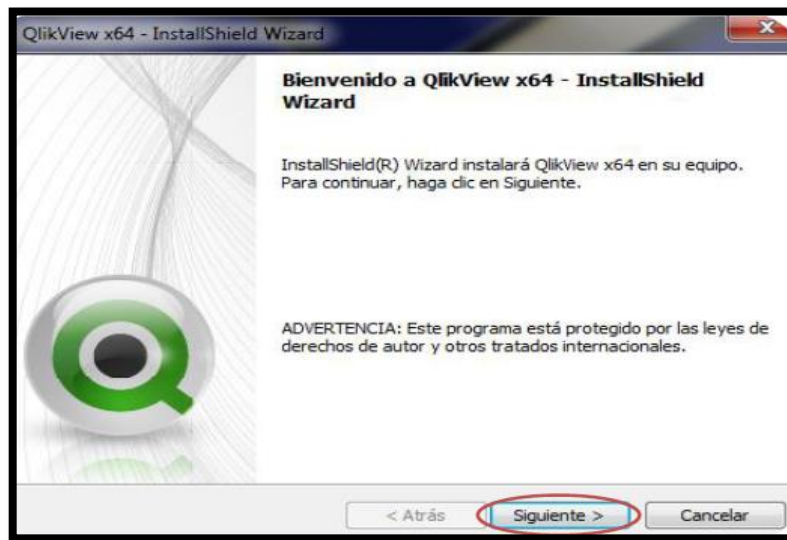 QlikView x64 - InstallShield Wizard
Bienvenido a QlikView x64 - InstallShield
Wizard
InstallShield(R) Wizard instalará QlikView x64 en su equipo.
Para continuar, haga clic en Siguiente.
ADVERTENCIA: Este programa está protegido por las leyes de
derechos de autor y otros tratados internacionales.
< Atrás Siguiente > Cancelar